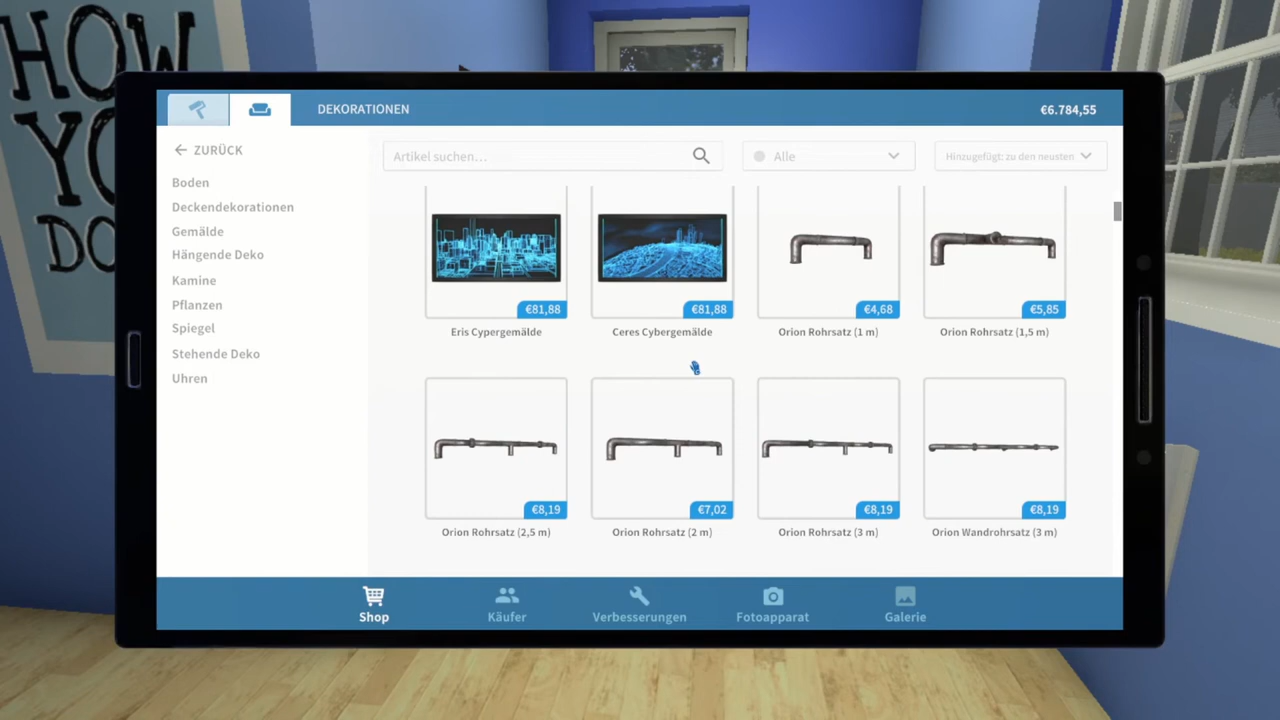 HOW
YO
DO
DEKORATIONEN
€6.784,55
ZURÜCK
Artikel suchen...
Alle
Hinzugefügt: zu den neusten
Boden
Deckendekorationen
Gemälde
Hängende Deko
Kamine
Pflanzen
Spiegel
Stehende Deko
Uhren
€81,88
€81,88
€4,68
€5,85
Eris Cypergemälde
Ceres Cybergemälde
Orion Rohrsatz (1 m)
Orion Rohrsatz (1,5 m)
€8,19
€7,02
€8,19
€8,19
Orion Rohrsatz (2,5 m)
Orion Rohrsatz (2 m)
Orion Rohrsatz (3 m)
Orion Wandrohrsatz (3 m)
Shop
Käufer
Verbesserungen
Fotoapparat
Galerie